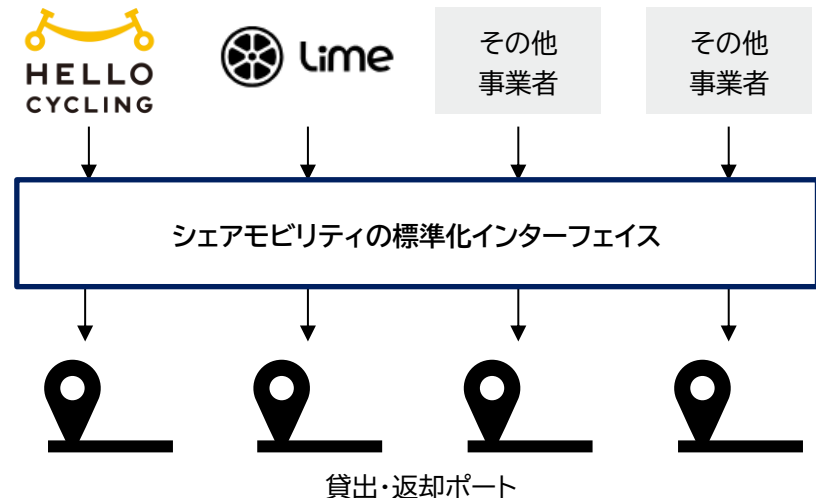 HELLO
CYCLING
Lime
その他
事業者
その他
事業者
シェアモビリティの標準化インターフェイス
貸出・返却ポート